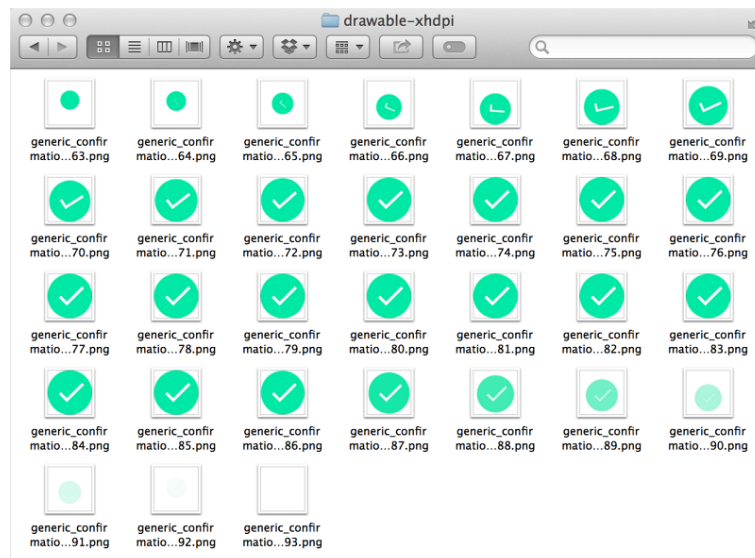 drawable-xhdpi
generic_confir
matio...63.png
generic_confir
matio...64.png
generic_confir
matio...65.png
generic_confir
matio...66.png
generic_confir
matio...67.png
generic_confir
matio...68.png
generic_confir
matio...69.png
generic_confir
matio...70.png
generic_confir
matio...71.png
generic_confir
matio...72.png
generic_confir
matio...73.png
generic_confir
matio...74.png
generic_confir
matio...75.png
generic_confir
matio...76.png
generic_confir
matio...77.png
generic_confir
matio...78.png
generic_confir
matio...79.png
generic_confir
matio...80.png
generic_confir
matio...81.png
generic_confir
matio...82.png
generic_confir
matio...83.png
generic_confir
matio...84.png
generic_confir
matio...85.png
generic_confir
matio...86.png
generic_confir
matio...87.png
generic_confir
matio...88.png
generic_confir
matio...89.png
generic_confir
matio...90.png
generic_confir
matio...91.png
generic_confir
matio...92.png
generic_confir
matio...93.png